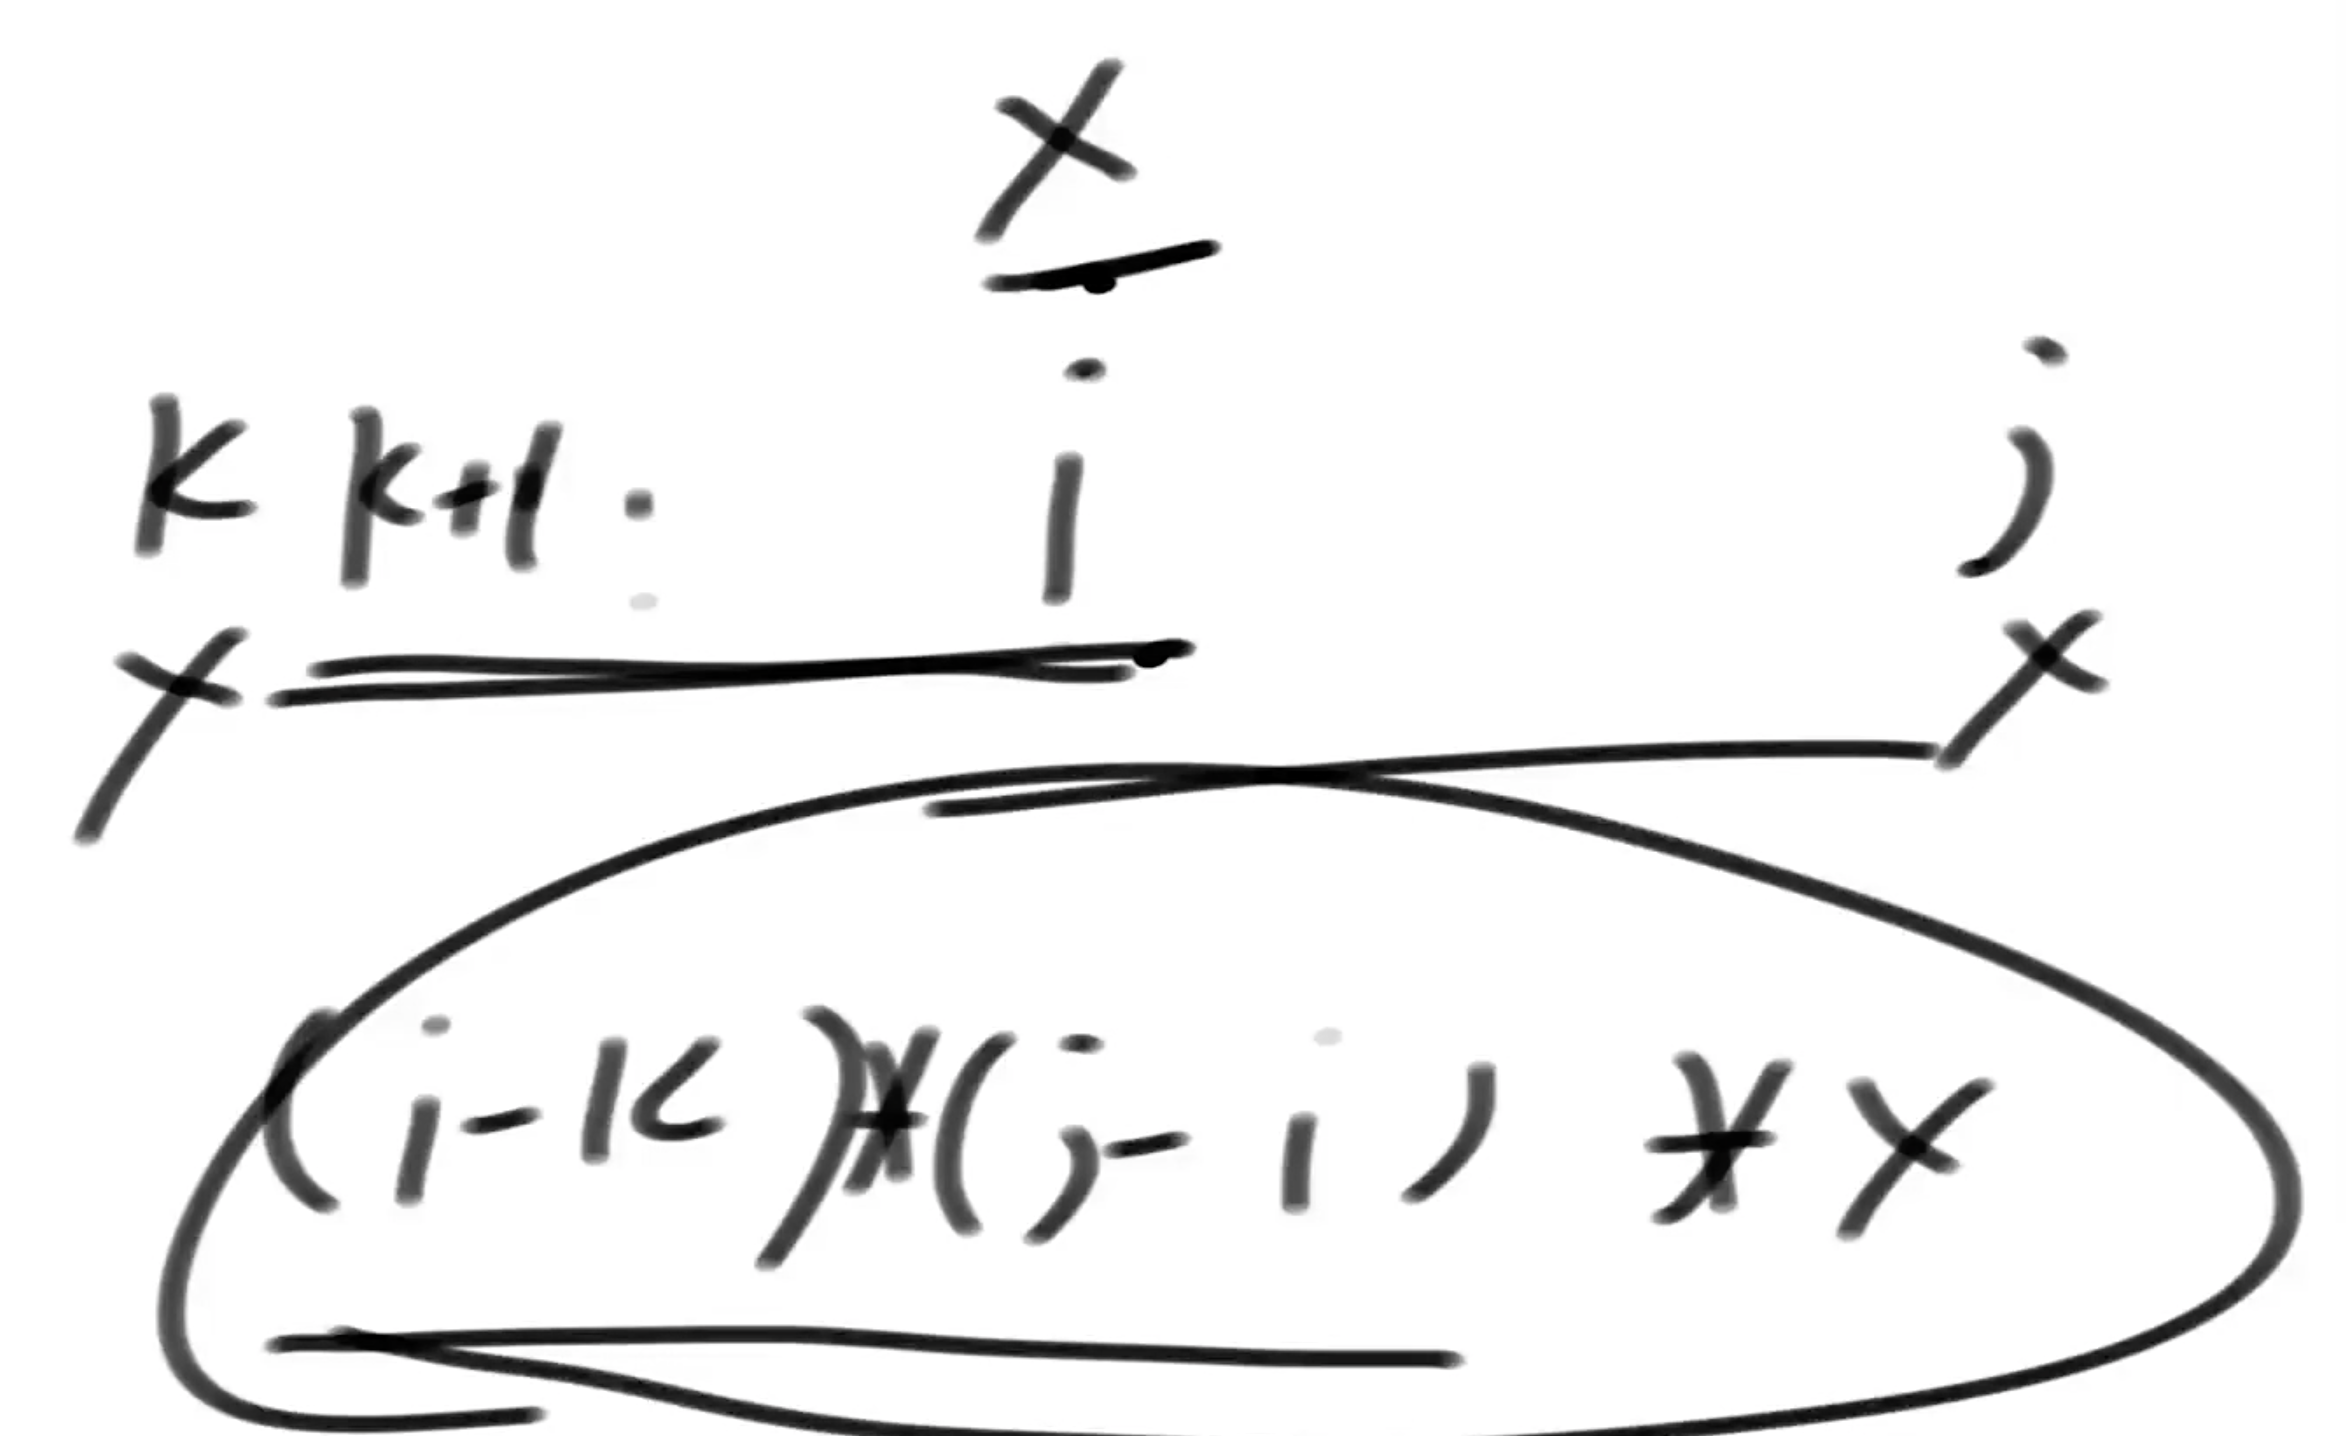 x
k k+1 . i j
x x
(i-k)*(j-i) * x